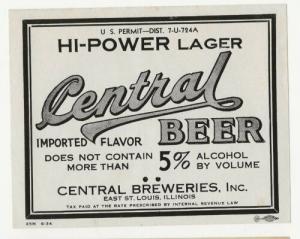 U S. PERMIT—DIST. 7-U-724A
HI-POWER LAGER
Central
BEER
IMPORTED FLAVOR
DOES NOT CONTAIN MORE THAN 5% ALCOHOL BY VOLUME
CENTRAL BREWERIES, Inc.
EAST ST. LOUIS, ILLINOIS
TAX PAID AT THE RATE PRESCRIBED BY INTERNAL REVENUE LAW